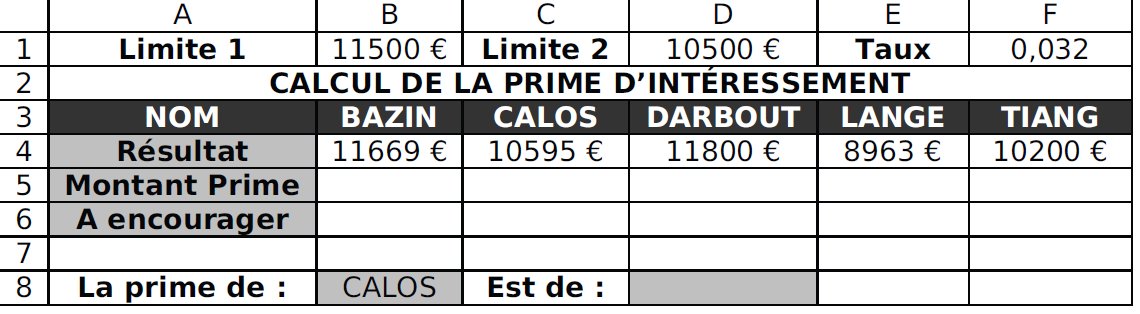 A B C D E F
1 Limite 1 11500 € Limite 2 10500 € Taux 0,032
2 CALCUL DE LA PRIME D’INTÉRESSEMENT
3 NOM BAZIN CALOS DARBOUT LANGE TIANG
4 Résultat 11669 € 10595 € 11800 € 8963 € 10200 €
5 Montant Prime
6 A encourager
7
8 La prime de : CALOS Est de :